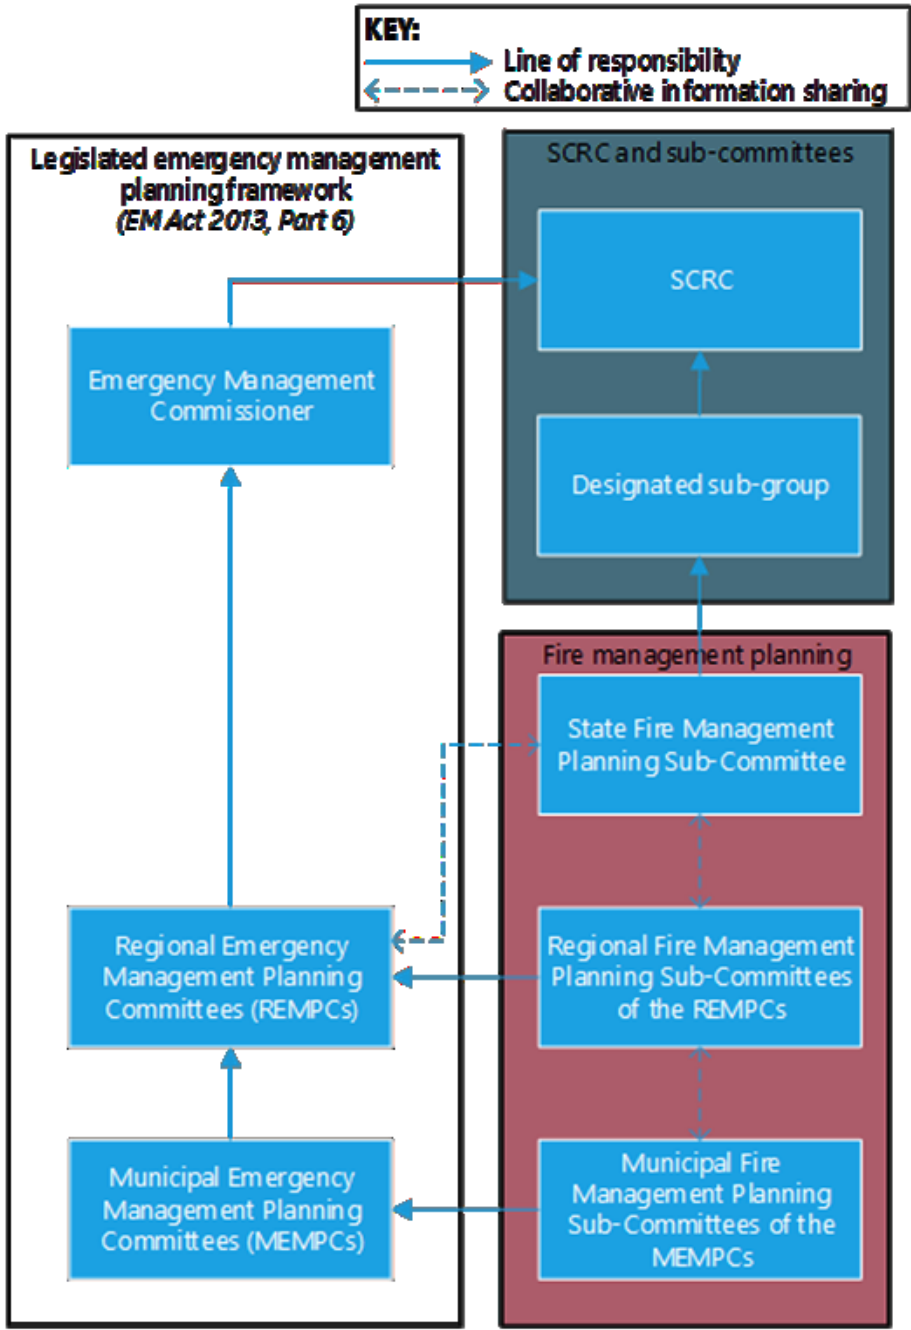 KEY:
Line of responsibility
Collaborative information sharing
Legislated emergency management
planning framework
(EM Act 2013, Part 6)
Emergency Management
Commissioner
Regional Emergency
Management Planning
Committees (REMPCs)
Municipal Emergency
Management Planning
Committees (MEMPCs)
SCRC and sub-committees
SCRC
Designated sub-group
Fire management planning
State Fire Management
Planning Sub-Committee
Regional Fire Management
Planning Sub-Committees
of the REMPCs
Municipal Fire
Management Planning
Sub-Committees of the
MEMPCs